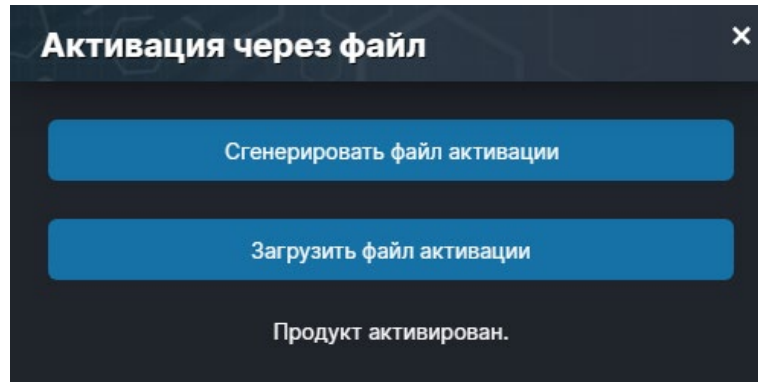 Активация через файл
Сгенерировать файл активации
Загрузить файл активации
Продукт активирован.